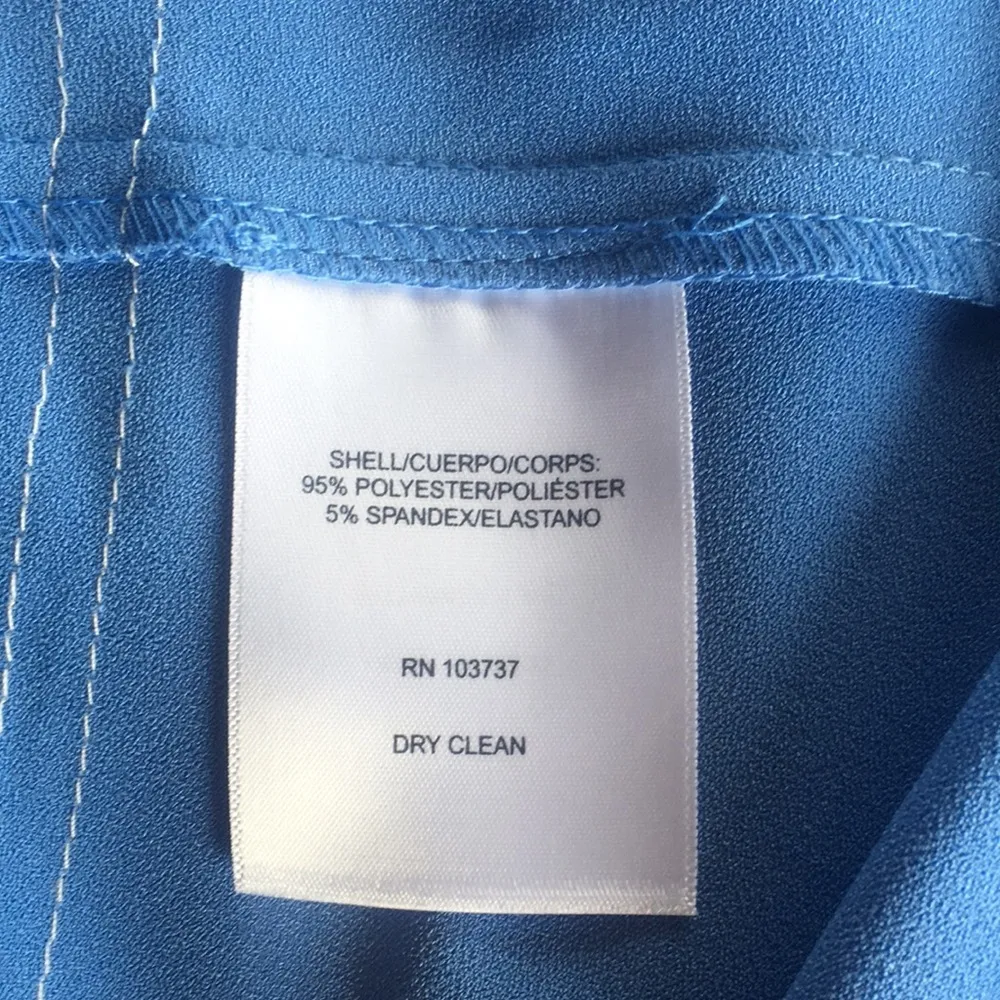 SHELL/CUERPO/CORPS:
95% POLYESTER/POLIÉSTER
5% SPANDEX/ELASTANO
RN 103737
DRY CLEAN